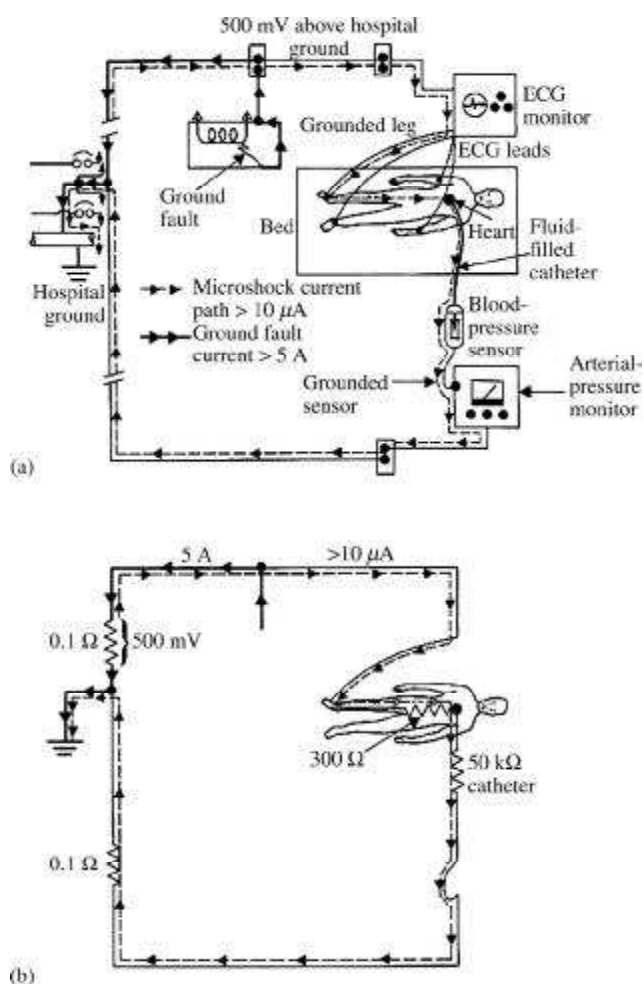 500 mV above hospital
ground
ECG
monitor
Grounded leg
ECG leads
Ground
fault
Bed
Heart
Fluid-
filled
catheter
Hospital
ground
Microshock current
path > 10 µA
Ground fault
current > 5 A
Blood-
pressure
sensor
Grounded
sensor
Arterial-
pressure
monitor
(a)
5 A
>10 µA
0.1 Ω
500 mV
300 Ω
50 kΩ
catheter
0.1 Ω
(b)